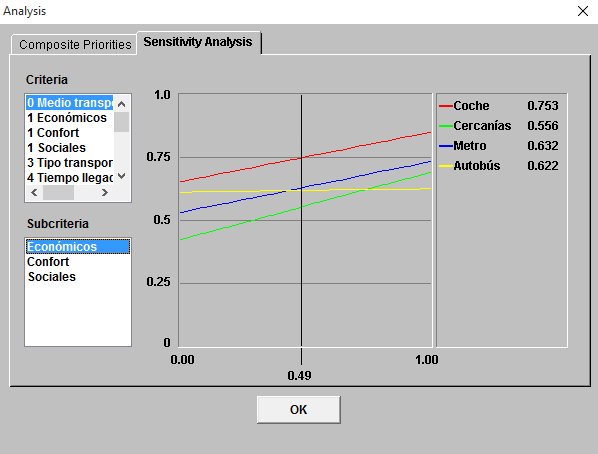 Analysis
Composite Priorities
Sensitivity Analysis
Criteria
0 Medio transpo
1 Económicos
1 Confort
1 Sociales
3 Tipo transpor
4 Tiempo llegad
Subcriteria
Económicos
Confort
Sociales
1.0
0.75
0.5
0.25
0
0.00
1.00
0.49
Coche 0.753
Cercanías 0.556
Metro 0.632
Autobús 0.622
OK